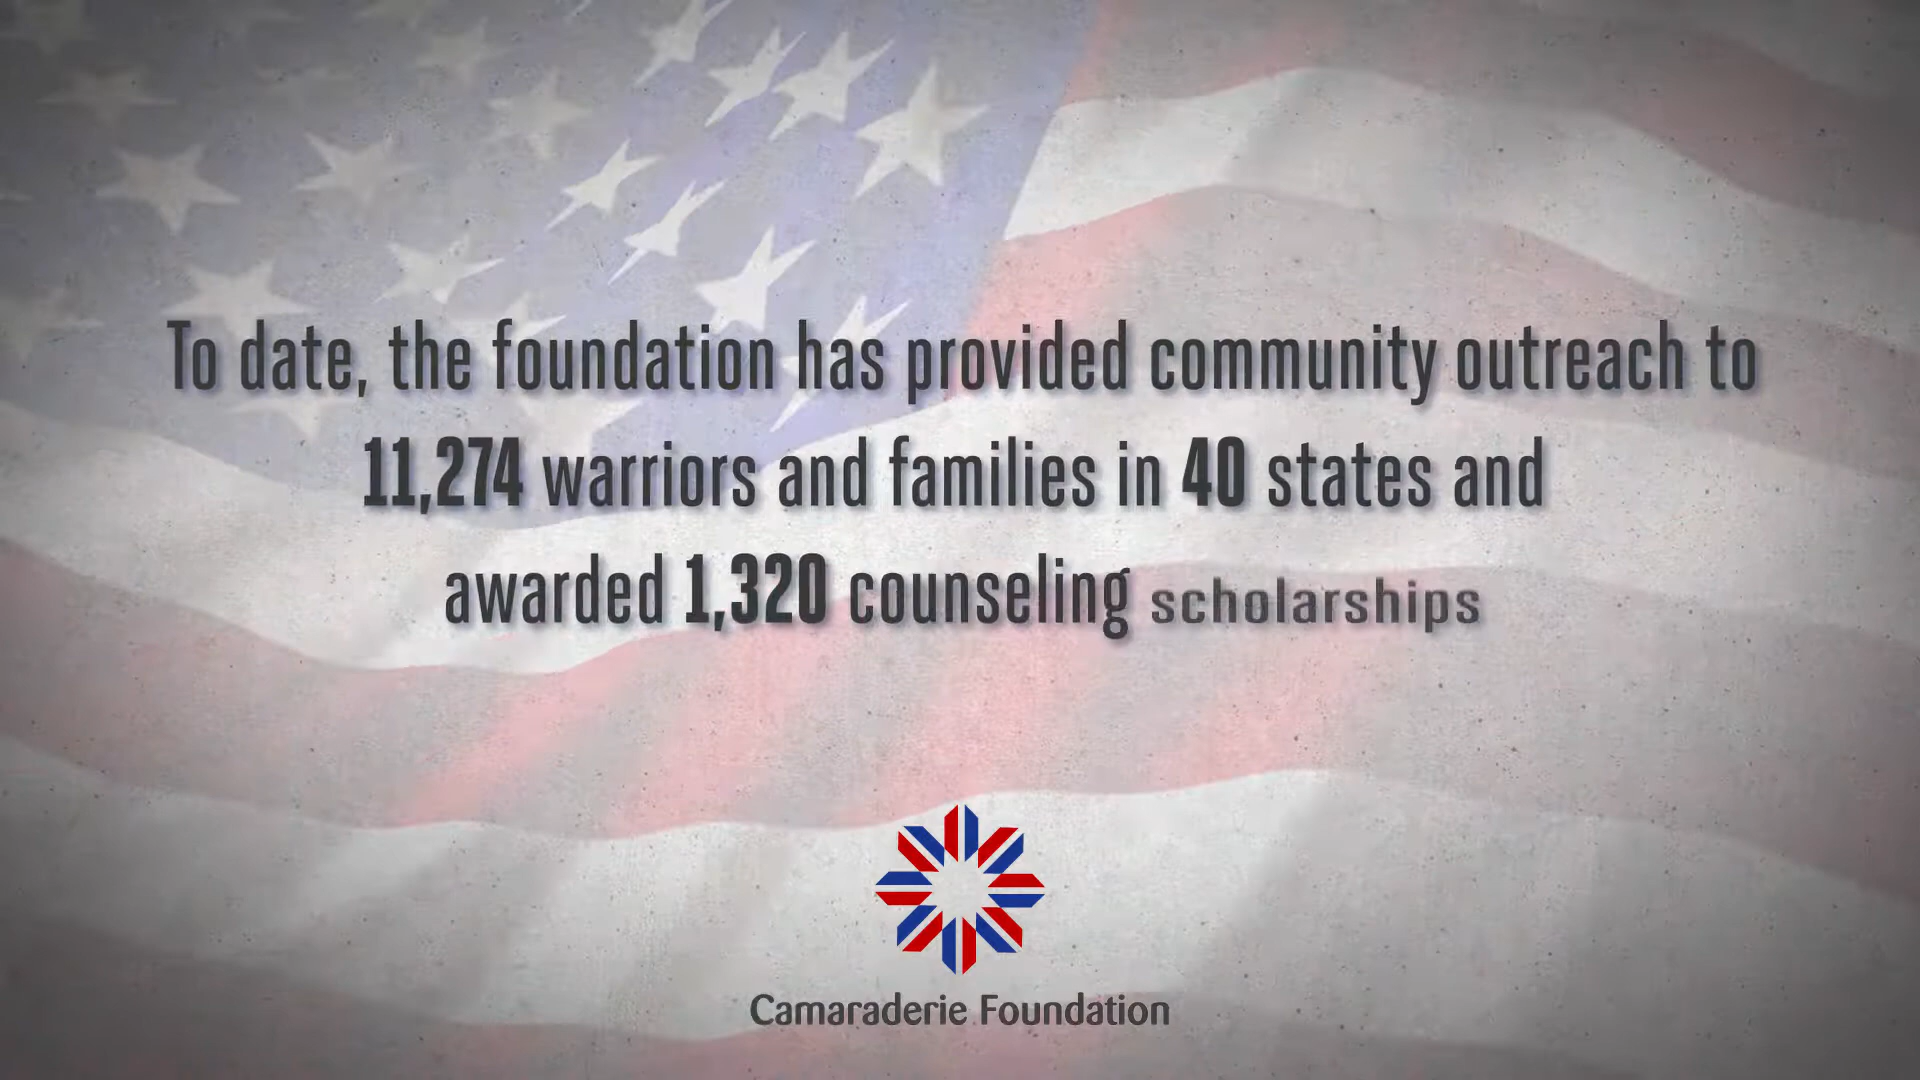 To date, the foundation has provided community outreach to
11,274 warriors and families in 40 states and
awarded 1,320 counseling scholarships
Camaraderie Foundation